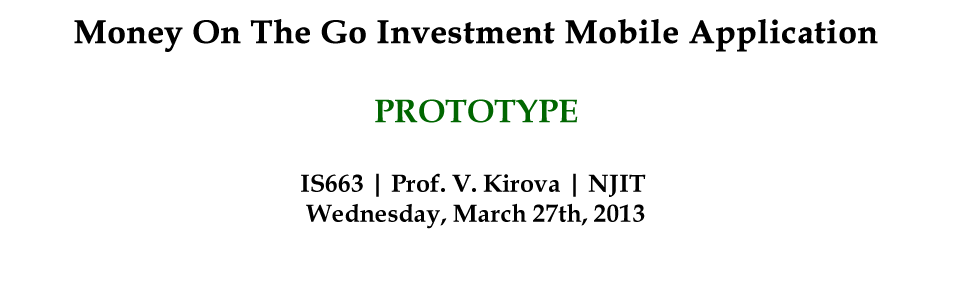 Money On The Go Investment Mobile Application
PROTOTYPE
IS663 | Prof. V. Kirova | NJIT
Wednesday, March 27th, 2013